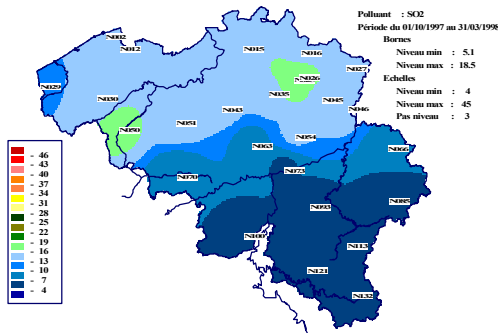 Polluant : SO2
Période du 01/10/1997 au 31/03/1998
Bornes
Niveau min : 5.1
Niveau max : 18.5
Echelles
Niveau min : 4
Niveau max : 45
Pas niveau : 3
N002
N012
N015
N016
N027
N029
N026
N035
N030
N045
N046
N043
N050
N051
N054
N063
N066
N073
N070
N085
N093
N100
N113
N121
N132
- 46
- 43
- 40
- 37
- 34
- 31
- 28
- 25
- 22
- 19
- 16
- 13
- 10
- 7
- 4